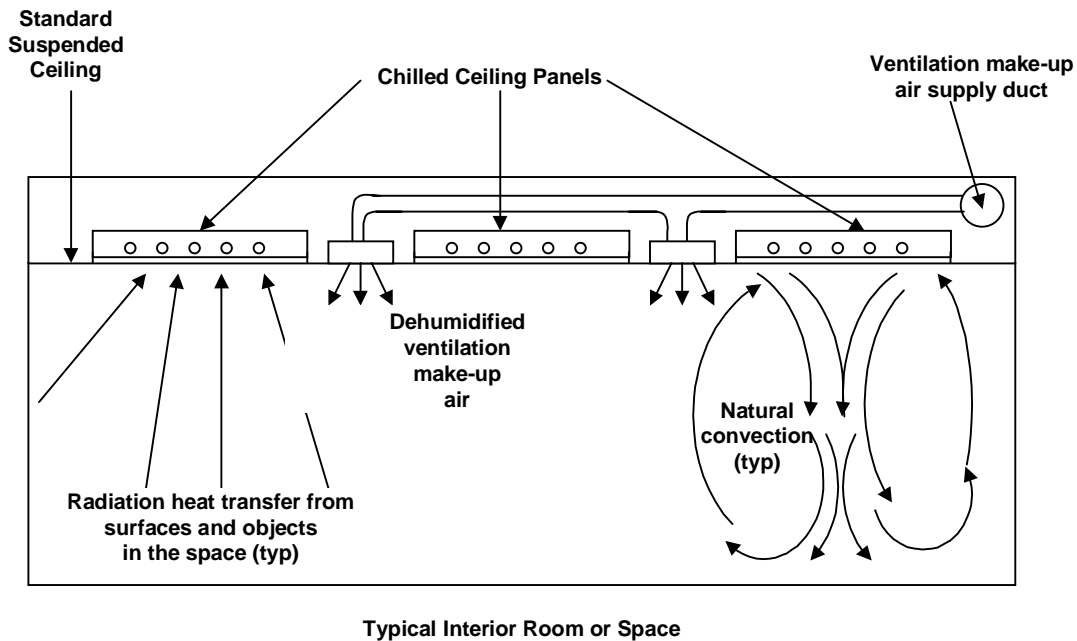 Standard
Suspended
Ceiling
Chilled Ceiling Panels
Ventilation make-up
air supply duct
Dehumidified
ventilation
make-up
air
Natural
convection
(typ)
Radiation heat transfer from
surfaces and objects
in the space (typ)
Typical Interior Room or Space